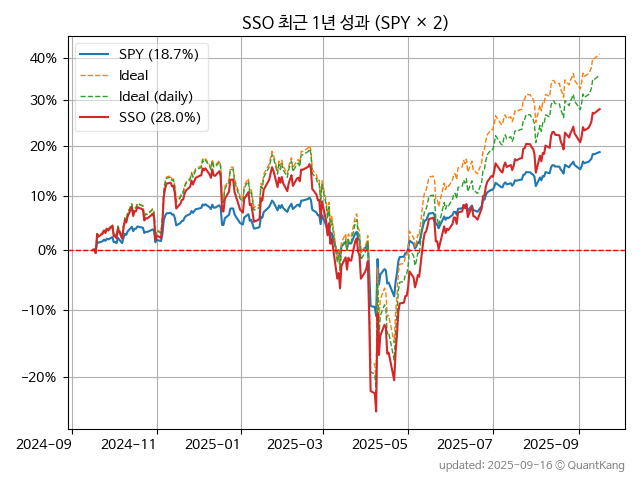 SSO 최근 1년 성과 (SPY × 2)
SPY (18.7%)
Ideal
Ideal (daily)
SSO (28.0%)
40%
30%
20%
10%
0%
−10%
−20%
2024-09
2024-11
2025-01
2025-03
2025-05
2025-07
2025-09
updated: 2025-09-16 © QuantKang